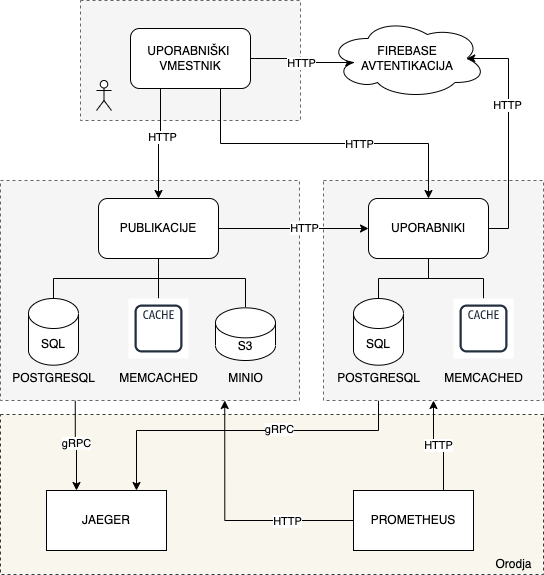 UPORABNIŠKI
VMESTNIK
HTTP
FIREBASE
AVTENTIKACIJA
HTTP
HTTP
HTTP
PUBLIKACIJE
HTTP
UPORABNIKI
SQL
CACHE
S3
SQL
CACHE
POSTGRESQL
MEMCACHED
MINIO
POSTGRESQL
MEMCACHED
gRPC
gRPC
HTTP
JAEGER
HTTP
PROMETHEUS
Orodja